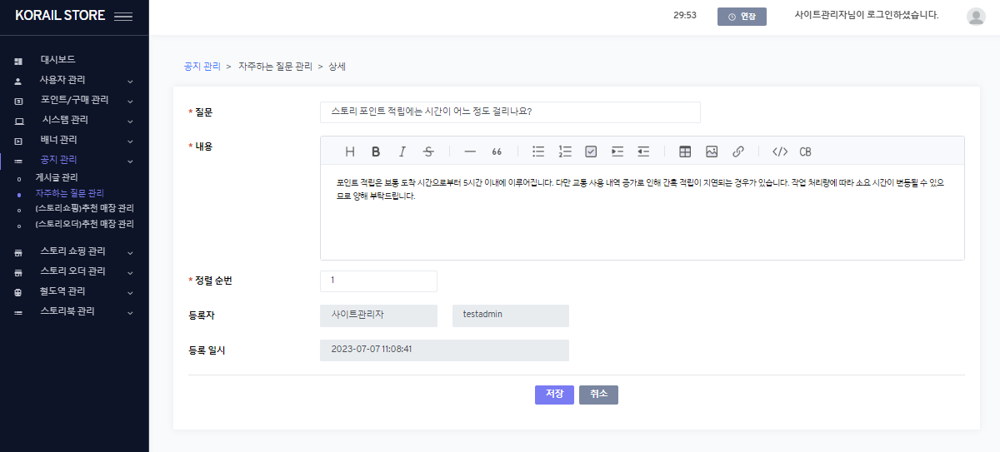 KORAIL STORE
29:53
연장
사이트관리자님이 로그인하셨습니다.
대시보드
사용자 관리
포인트/구매 관리
시스템 관리
배너 관리
공지 관리
게시글 관리
자주하는 질문 관리
(스토리쇼핑)추천 매장 관리
(스토리오더)추천 매장 관리
스토리 쇼핑 관리
스토리 오더 관리
철도역 관리
스토리북 관리
공지 관리 > 자주하는 질문 관리 > 상세
* 질문
스토리 포인트 적립에는 시간이 어느 정도 걸리나요?
* 내용
H B I S — 66 </> CB
포인트 적립은 보통 도착 시간으로부터 5시간 이내에 이루어집니다. 다만 교통 사용 내역 증가로 인해 간혹 적립이 지연되는 경우가 있습니다. 작업 처리량에 따라 소요 시간이 변동될 수 있으
므로 양해 부탁드립니다.
* 정렬 순번
1
등록자
사이트관리자
testadmin
등록 일시
2023-07-07 11:08:41
저장
취소